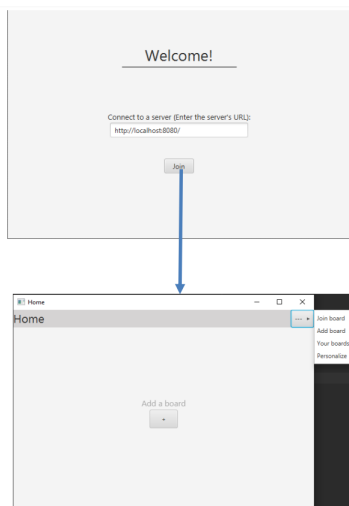 Welcome!
Connect to a server (Enter the server's URL):
http://localhost:8080/
Join
Home
Home
... 
Join board
Add board
Your boards
Personalize
Add a board
+